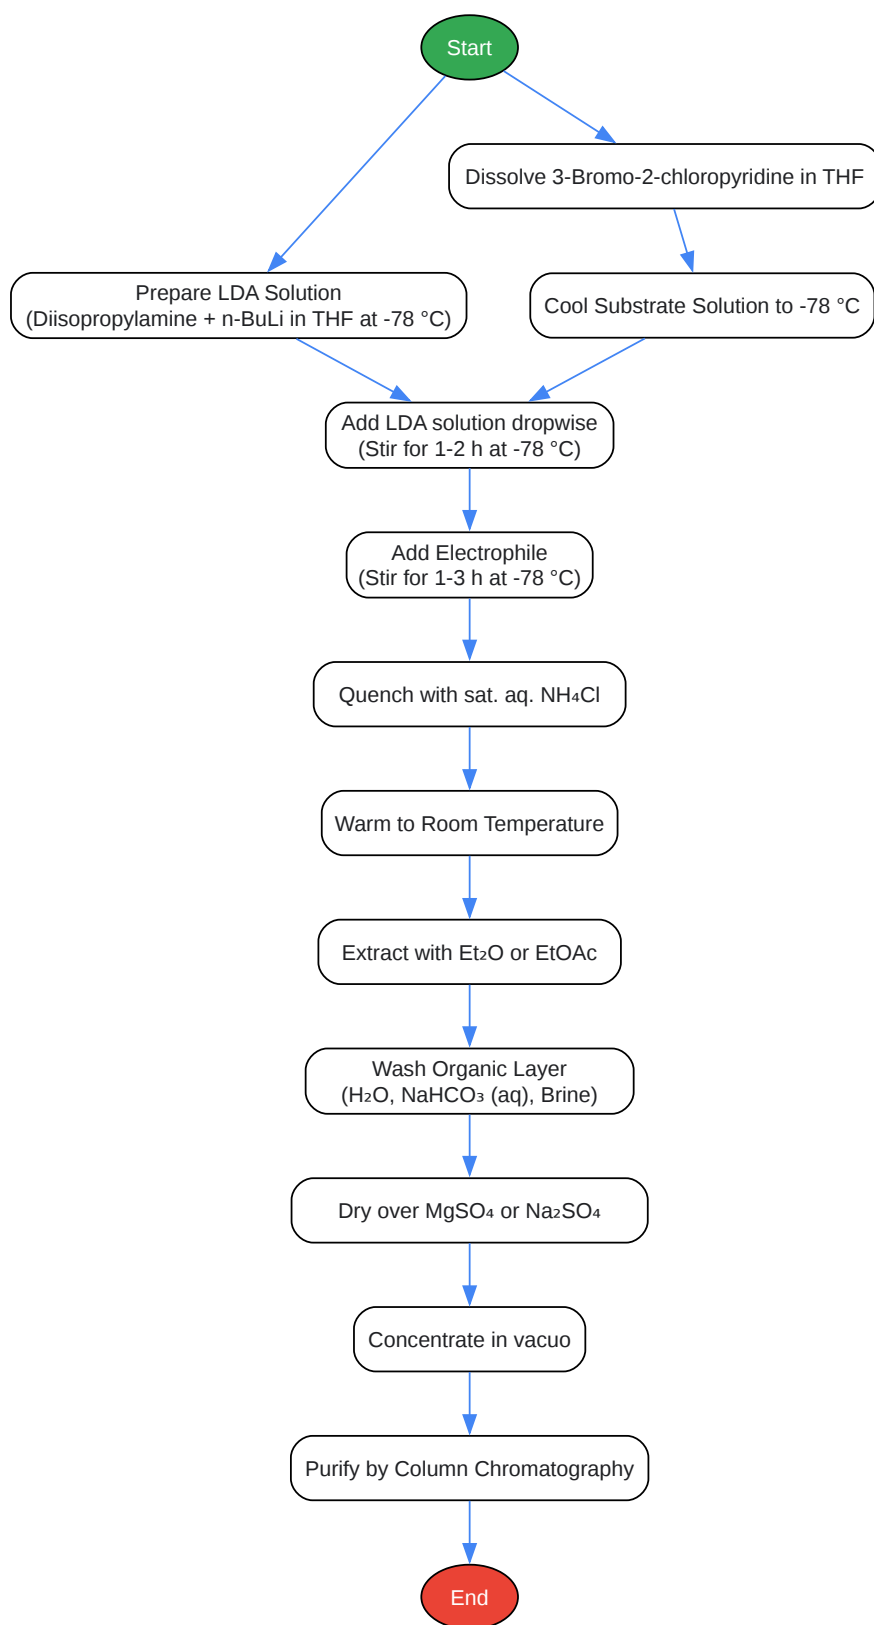 Start
Dissolve 3-Bromo-2-chloropyridine in THF
Prepare LDA Solution
(Diisopropylamine + n-BuLi in THF at -78 °C)
Cool Substrate Solution to -78 °C
Add LDA solution dropwise
(Stir for 1-2 h at -78 °C)
Add Electrophile
(Stir for 1-3 h at -78 °C)
Quench with sat. aq. NH₄Cl
Warm to Room Temperature
Extract with Et₂O or EtOAc
Wash Organic Layer
(H₂O, NaHCO₃ (aq), Brine)
Dry over MgSO₄ or Na₂SO₄
Concentrate in vacuo
Purify by Column Chromatography
End